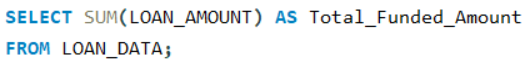 SELECT SUM(LOAN_AMOUNT) AS Total_Funded_Amount
FROM LOAN_DATA;